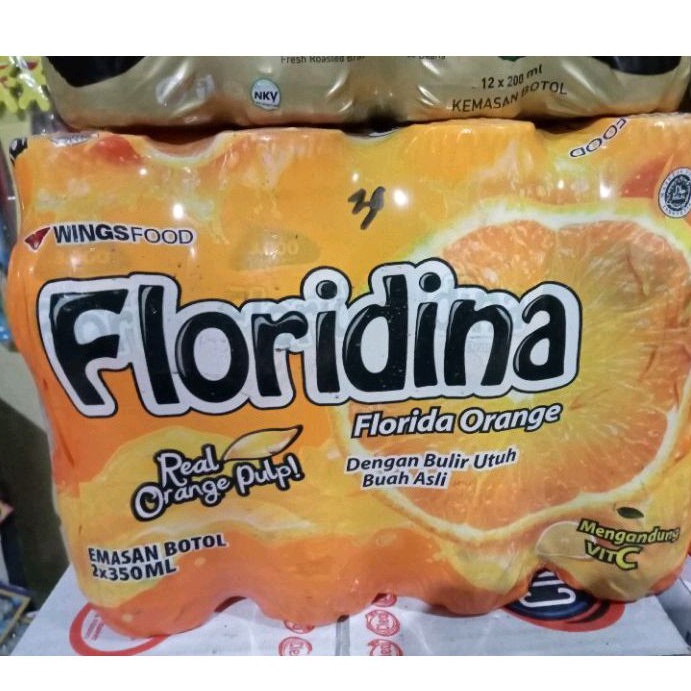 Fresh Roasted
NKV
12 x 200 ml
KEMASAN BOTOL
FOOD
WINGSFOOD
Floridina
Florida Orange
Real
Orange Pulp!
Dengan Bulir Utuh
Buah Asli
Mengandung
VIT C
EMASAN BOTOL
2x350ML